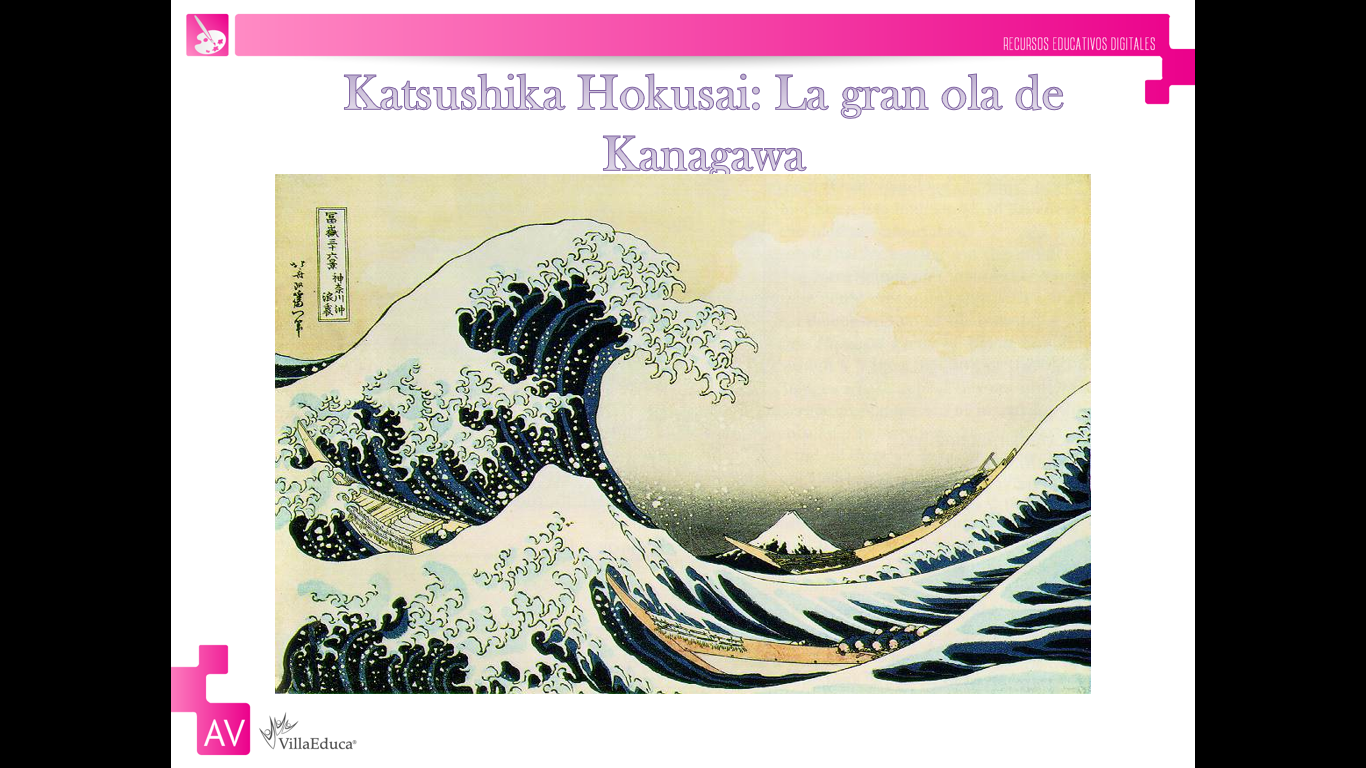 RECURSOS EDUCATIVOS DIGITALES
Katsushika Hokusai: La gran ola de
Kanagawa
冨嶽三十六景 神奈川沖
浪裏
AV
VillaEduca®